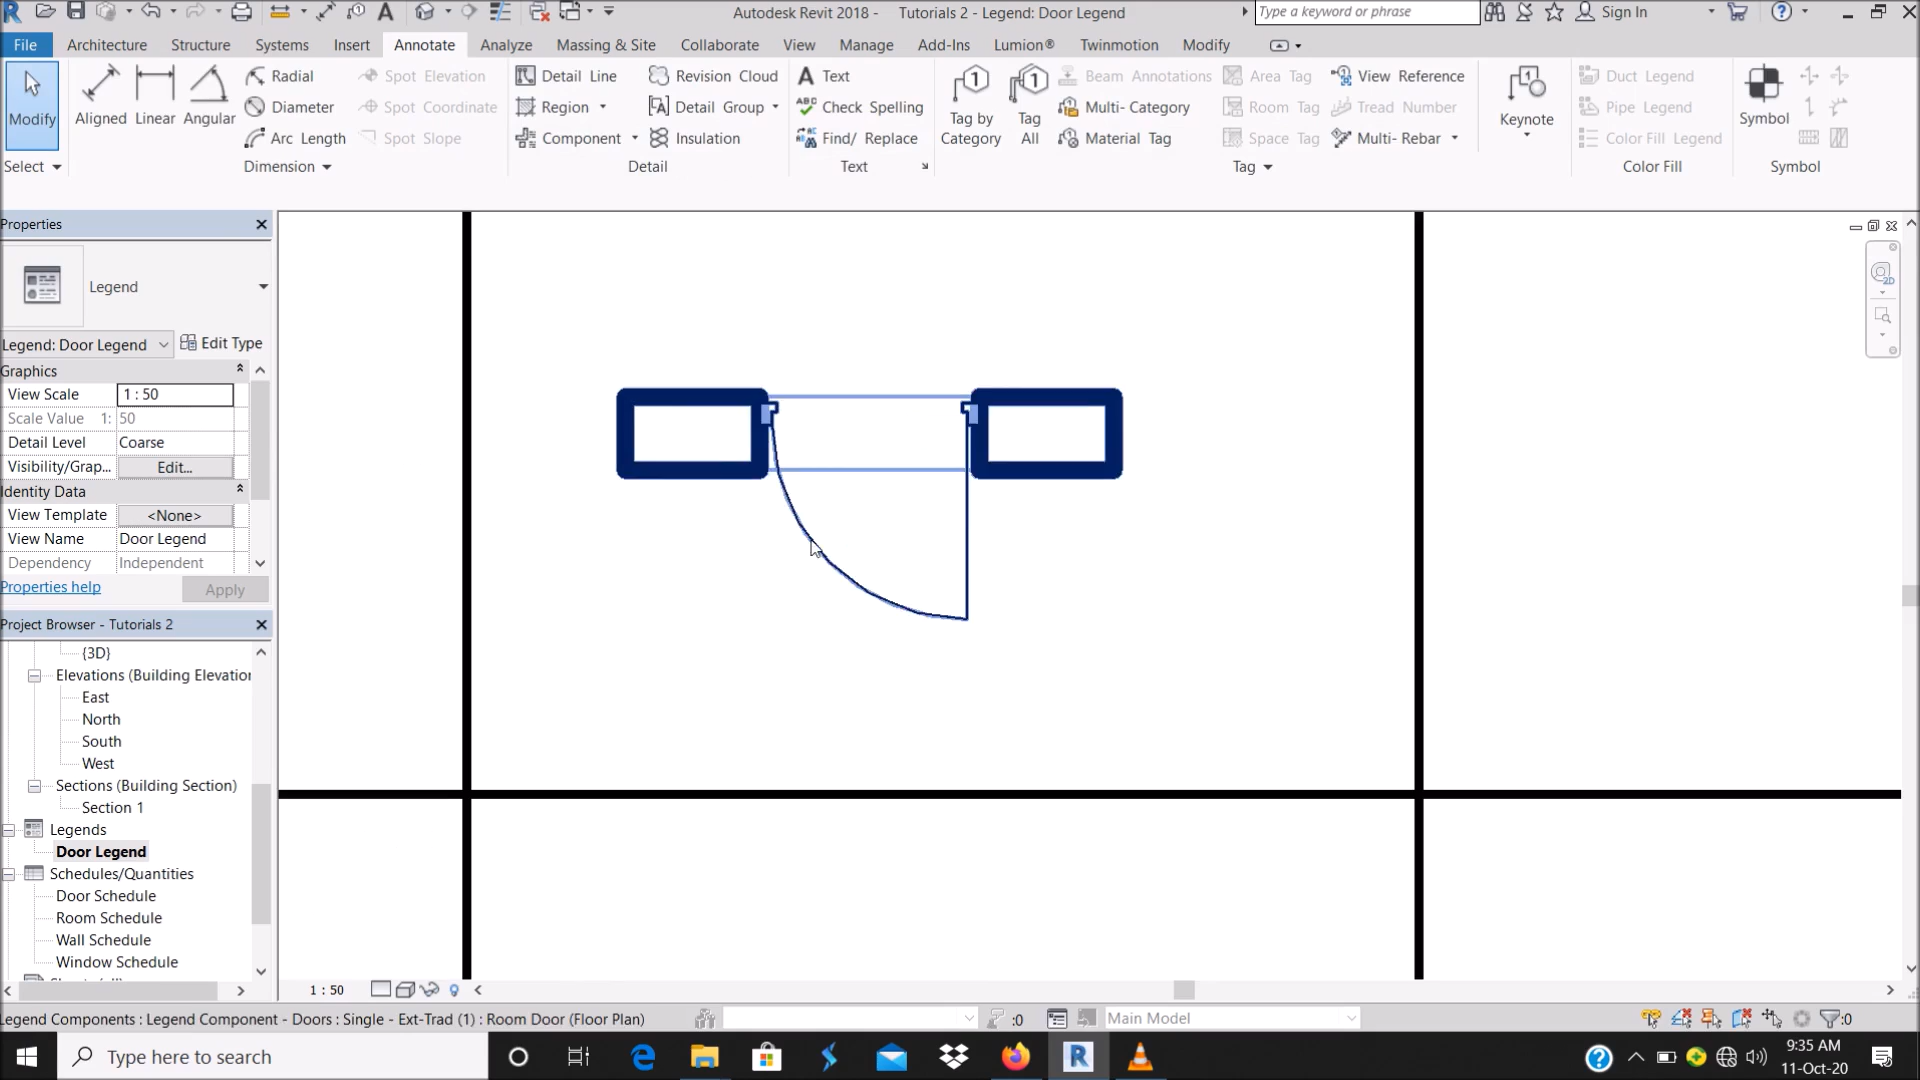 Autodesk Revit 2018 - Tutorials 2 - Legend: Door Legend
Type a keyword or phrase
Sign In
File Architecture Structure Systems Insert Annotate Analyze Massing & Site Collaborate View Manage Add-Ins Lumion® Twinmotion Modify
Modify
Select
Aligned
Linear
Angular
Radial
Diameter
Arc Length
Spot Elevation
Spot Coordinate
Spot Slope
Dimension
Detail Line
Region
Component
Revision Cloud
Detail Group
Insulation
Detail
Text
Check Spelling
Find/ Replace
Text
Tag by
Category
Tag
All
Beam Annotations
Multi- Category
Material Tag
Area Tag
Room Tag
Space Tag
View Reference
Tread Number
Multi- Rebar
Tag
Keynote
Duct Legend
Pipe Legend
Color Fill Legend
Color Fill
Symbol
Symbol
Properties
Legend
Legend: Door Legend
Edit Type
Graphics
View Scale 1 : 50
Scale Value 1: 50
Detail Level Coarse
Visibility/Grap... Edit...
Identity Data
View Template <None>
View Name Door Legend
Dependency Independent
Properties help Apply
Project Browser - Tutorials 2
{3D}
Elevations (Building Elevation
East
North
South
West
Sections (Building Section)
Section 1
Legends
Door Legend
Schedules/Quantities
Door Schedule
Room Schedule
Wall Schedule
Window Schedule
1 : 50
Legend Components : Legend Component - Doors : Single - Ext-Trad (1) : Room Door (Floor Plan)
:0
Main Model
:0
Type here to search
9:35 AM
11-Oct-20